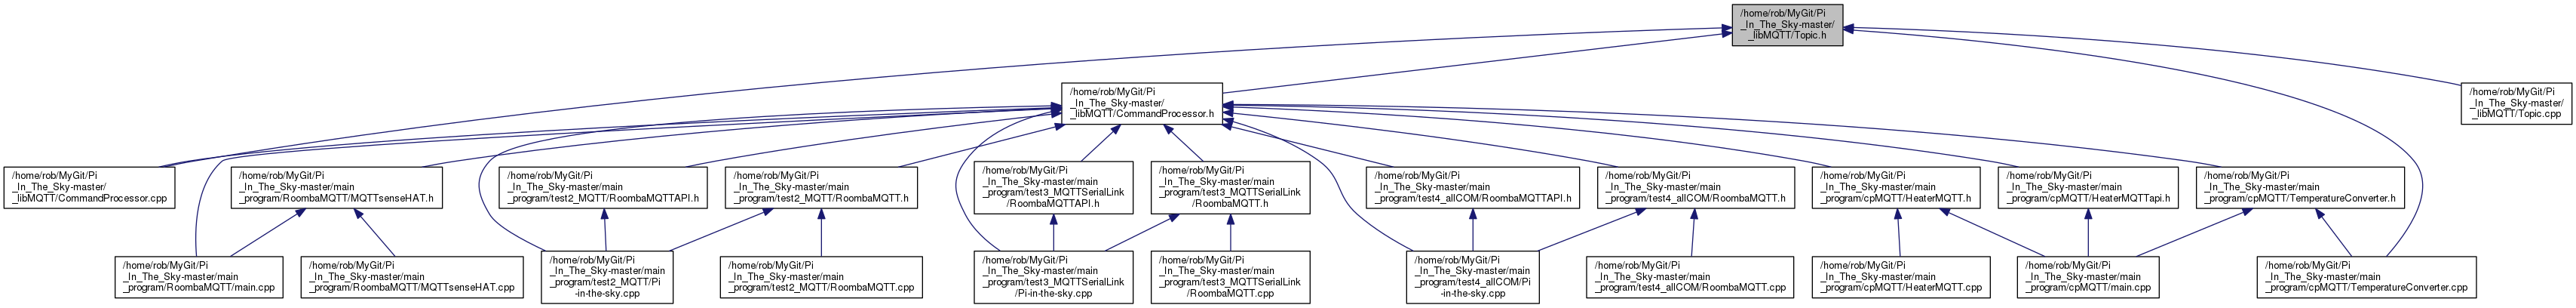 /home/rob/MyGit/Pi
_In_The_Sky-master/
_libMQTT/Topic.h
/home/rob/MyGit/Pi
_In_The_Sky-master/
_libMQTT/CommandProcessor.h
/home/rob/MyGit/Pi
_In_The_Sky-master/
_libMQTT/Topic.cpp
/home/rob/MyGit/Pi
_In_The_Sky-master/
_libMQTT/CommandProcessor.cpp
/home/rob/MyGit/Pi
_In_The_Sky-master/main
_program/RoombaMQTT/MQTTsenseHAT.h
/home/rob/MyGit/Pi
_In_The_Sky-master/main
_program/test2_MQTT/RoombaMQTTAPI.h
/home/rob/MyGit/Pi
_In_The_Sky-master/main
_program/test2_MQTT/RoombaMQTT.h
/home/rob/MyGit/Pi
_In_The_Sky-master/main
_program/test3_MQTTSerialLink
/RoombaMQTTAPI.h
/home/rob/MyGit/Pi
_In_The_Sky-master/main
_program/test3_MQTTSerialLink
/RoombaMQTT.h
/home/rob/MyGit/Pi
_In_The_Sky-master/main
_program/test4_allCOM/RoombaMQTTAPI.h
/home/rob/MyGit/Pi
_In_The_Sky-master/main
_program/test4_allCOM/RoombaMQTT.h
/home/rob/MyGit/Pi
_In_The_Sky-master/main
_program/cpMQTT/HeaterMQTT.h
/home/rob/MyGit/Pi
_In_The_Sky-master/main
_program/cpMQTT/HeaterMQTTapi.h
/home/rob/MyGit/Pi
_In_The_Sky-master/main
_program/cpMQTT/TemperatureConverter.h
/home/rob/MyGit/Pi
_In_The_Sky-master/main
_program/RoombaMQTT/main.cpp
/home/rob/MyGit/Pi
_In_The_Sky-master/main
_program/RoombaMQTT/MQTTsenseHAT.cpp
/home/rob/MyGit/Pi
_In_The_Sky-master/main
_program/test2_MQTT/Pi
-in-the-sky.cpp
/home/rob/MyGit/Pi
_In_The_Sky-master/main
_program/test2_MQTT/RoombaMQTT.cpp
/home/rob/MyGit/Pi
_In_The_Sky-master/main
_program/test3_MQTTSerialLink
/Pi-in-the-sky.cpp
/home/rob/MyGit/Pi
_In_The_Sky-master/main
_program/test3_MQTTSerialLink
/RoombaMQTT.cpp
/home/rob/MyGit/Pi
_In_The_Sky-master/main
_program/test4_allCOM/Pi
-in-the-sky.cpp
/home/rob/MyGit/Pi
_In_The_Sky-master/main
_program/test4_allCOM/RoombaMQTT.cpp
/home/rob/MyGit/Pi
_In_The_Sky-master/main
_program/cpMQTT/HeaterMQTT.cpp
/home/rob/MyGit/Pi
_In_The_Sky-master/main
_program/cpMQTT/main.cpp
/home/rob/MyGit/Pi
_In_The_Sky-master/main
_program/cpMQTT/TemperatureConverter.cpp